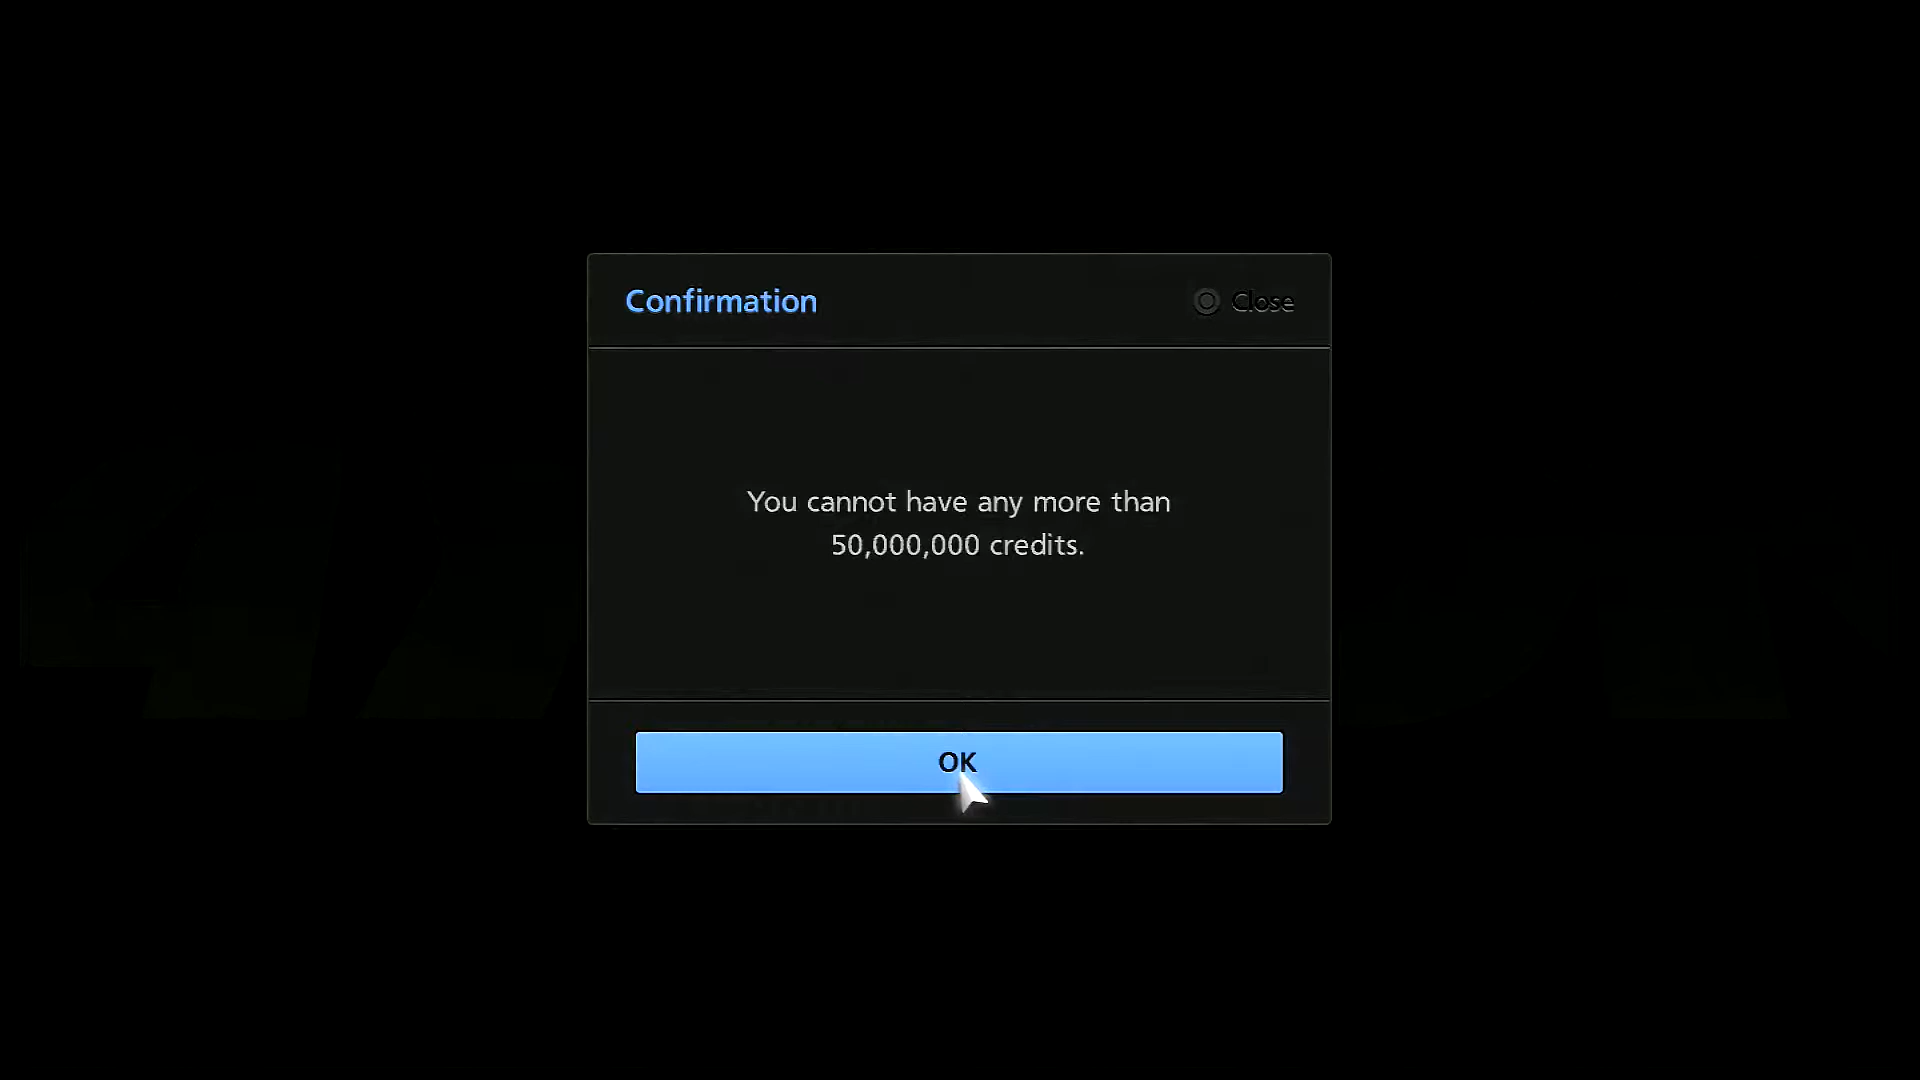 Confirmation
Close
You cannot have any more than
50,000,000 credits.
OK